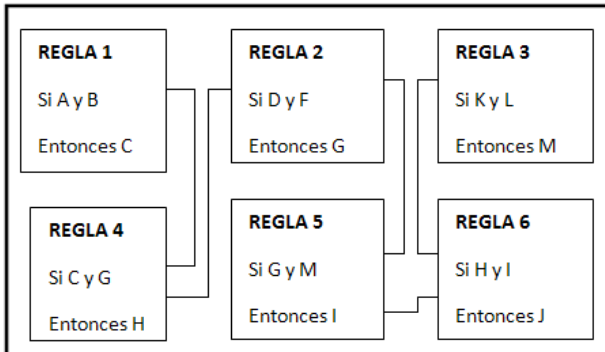 REGLA 1
Si A y B
Entonces C
REGLA 2
Si D y F
Entonces G
REGLA 3
Si K y L
Entonces M
REGLA 4
Si C y G
Entonces H
REGLA 5
Si G y M
Entonces I
REGLA 6
Si H y I
Entonces J